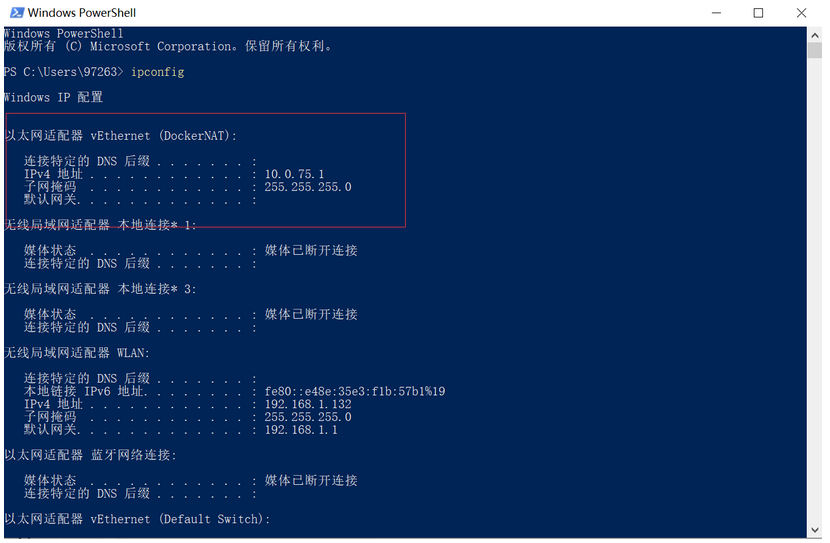 Windows PowerShell
Windows PowerShell
版权所有 (C) Microsoft Corporation。保留所有权利。
PS C:\Users\97263> ipconfig
Windows IP 配置
以太网适配器 vEthernet (DockerNAT):
连接特定的 DNS 后缀 . . . . . . . :
IPv4 地址 . . . . . . . . . . . . : 10.0.75.1
子网掩码 . . . . . . . . . . . . : 255.255.255.0
默认网关. . . . . . . . . . . . . :
无线局域网适配器 本地连接* 1:
媒体状态 . . . . . . . . . . . . : 媒体已断开连接
连接特定的 DNS 后缀 . . . . . . . :
无线局域网适配器 本地连接* 3:
媒体状态 . . . . . . . . . . . . : 媒体已断开连接
连接特定的 DNS 后缀 . . . . . . . :
无线局域网适配器 WLAN:
连接特定的 DNS 后缀 . . . . . . . :
本地链接 IPv6 地址. . . . . . . . : fe80::e48e:35e3:f1b:57b1%19
IPv4 地址 . . . . . . . . . . . . : 192.168.1.132
子网掩码 . . . . . . . . . . . . : 255.255.255.0
默认网关. . . . . . . . . . . . . : 192.168.1.1
以太网适配器 蓝牙网络连接:
媒体状态 . . . . . . . . . . . . : 媒体已断开连接
连接特定的 DNS 后缀 . . . . . . . :
以太网适配器 vEthernet (Default Switch):